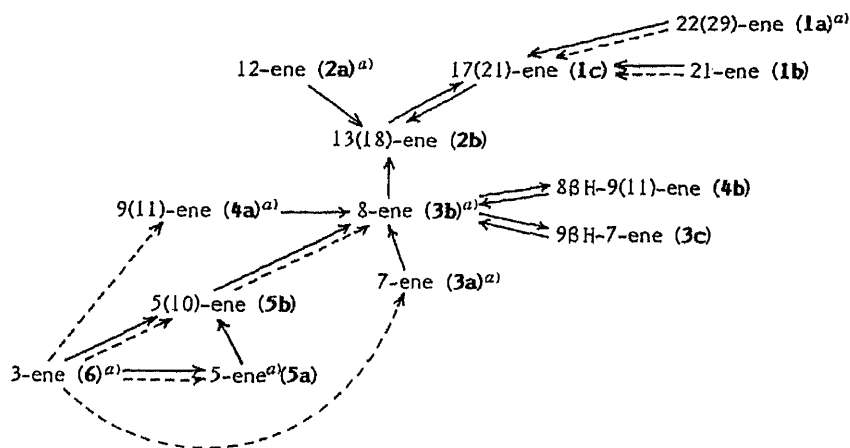 22(29)-ene (1a)ᵃ⁾
12-ene (2a)ᵃ⁾ 17(21)-ene (1c) 21-ene (1b)
13(18)-ene (2b)
8βH-9(11)-ene (4b)
9(11)-ene (4a)ᵃ⁾ 8-ene (3b)ᵃ⁾
9βH-7-ene (3c)
7-ene (3a)ᵃ⁾
5(10)-ene (5b)
3-ene (6)ᵃ⁾ 5-eneᵃ⁾(5a)